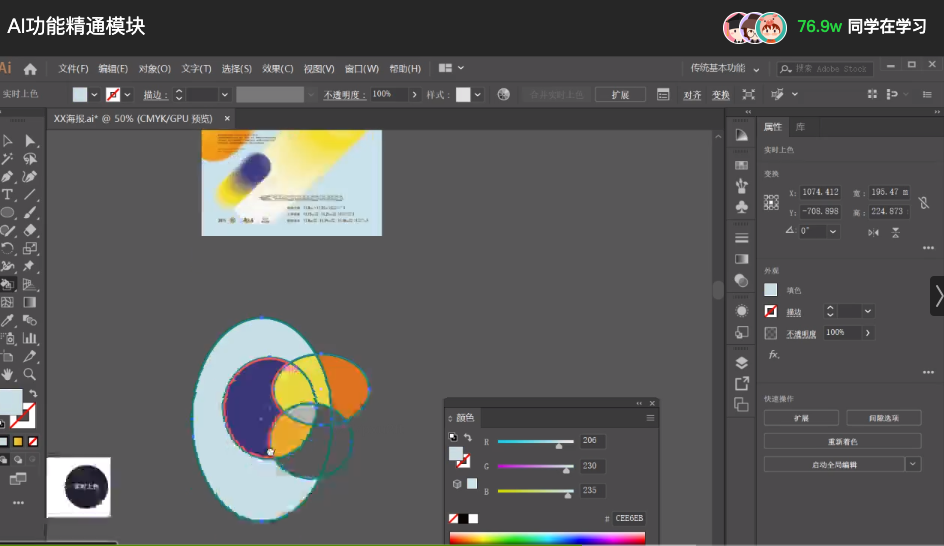 AI功能精通模块
76.9w 同学在学习
Ai 文件(F) 编辑(E) 对象(O) 文字(T) 选择(S) 效果(C) 视图(V) 窗口(W) 帮助(H) 传统基本功能 搜索 Adobe Stock
实时上色 描边: 不透明度: 100% 样式: 合并实时上色 扩展 对齐 变换
XX海报.ai* @ 50% (CMYK/GPU 预览) ×
属性 库
实时上色
变换
X: 1074.412 宽: 195.47 m
Y: -708.898 高: 224.873
0°
外观
填色
描边
不透明度 100%
fx.
快速操作
扩展 间隙选项
重新着色
启动全局编辑
颜色
R 206
G 230
B 235
# CEE6EB
实时上色